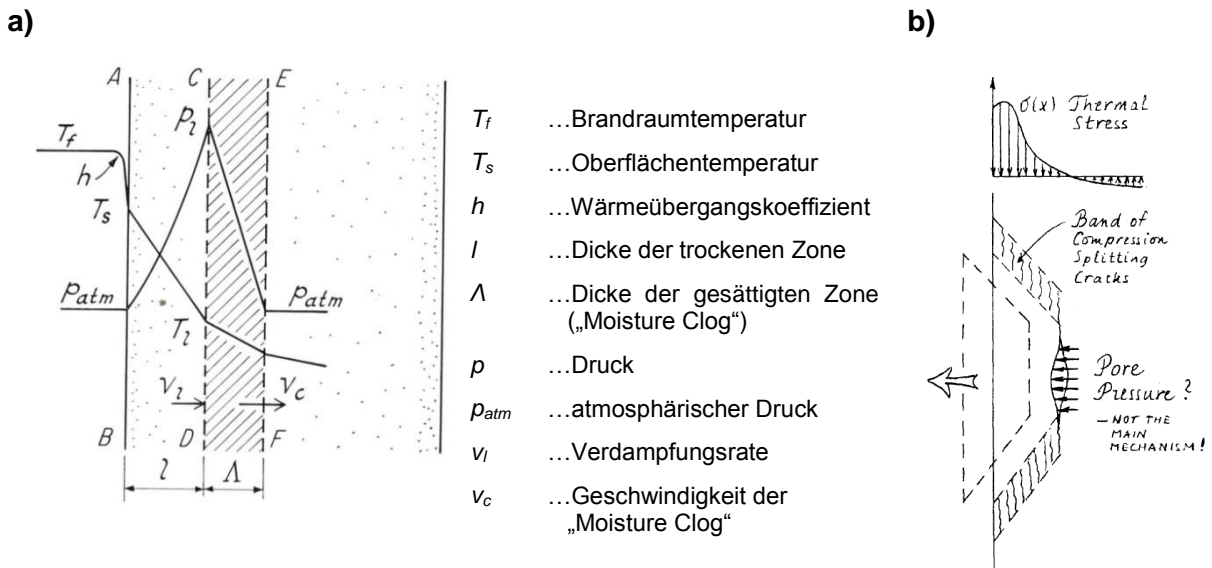 a)
A
C
E
T_f
h
T_s
p_l
p_atm
T_l
p_atm
v_l
v_c
B
D
F
l
Λ
T_f …Brandraumtemperatur
T_s …Oberflächentemperatur
h …Wärmeübergangskoeffizient
l …Dicke der trockenen Zone
Λ …Dicke der gesättigten Zone
(„Moisture Clog“)
p …Druck
p_atm …atmosphärischer Druck
v_l …Verdampfungsrate
v_c …Geschwindigkeit der
„Moisture Clog“
b)
σ(x) Thermal
Stress
Band of
Compression
Splitting
Cracks
Pore
Pressure?
– NOT THE
MAIN
MECHANISM!